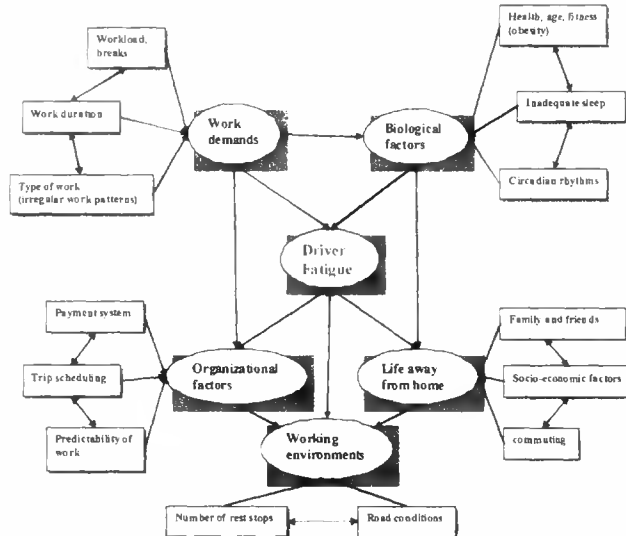 Health, age, fitness
(obesity)
Workload,
breaks
Inadequate sleep
Work duration
Work
demands
Biological
factors
Type of work
(irregular work patterns)
Circadian rhythms
Driver
Fatigue
Payment system
Family and friends
Trip scheduling
Organizational
factors
Life away
from home
Socio-economic factors
Predictability of
work
Working
environments
commuting
Number of rest stops
Road conditions